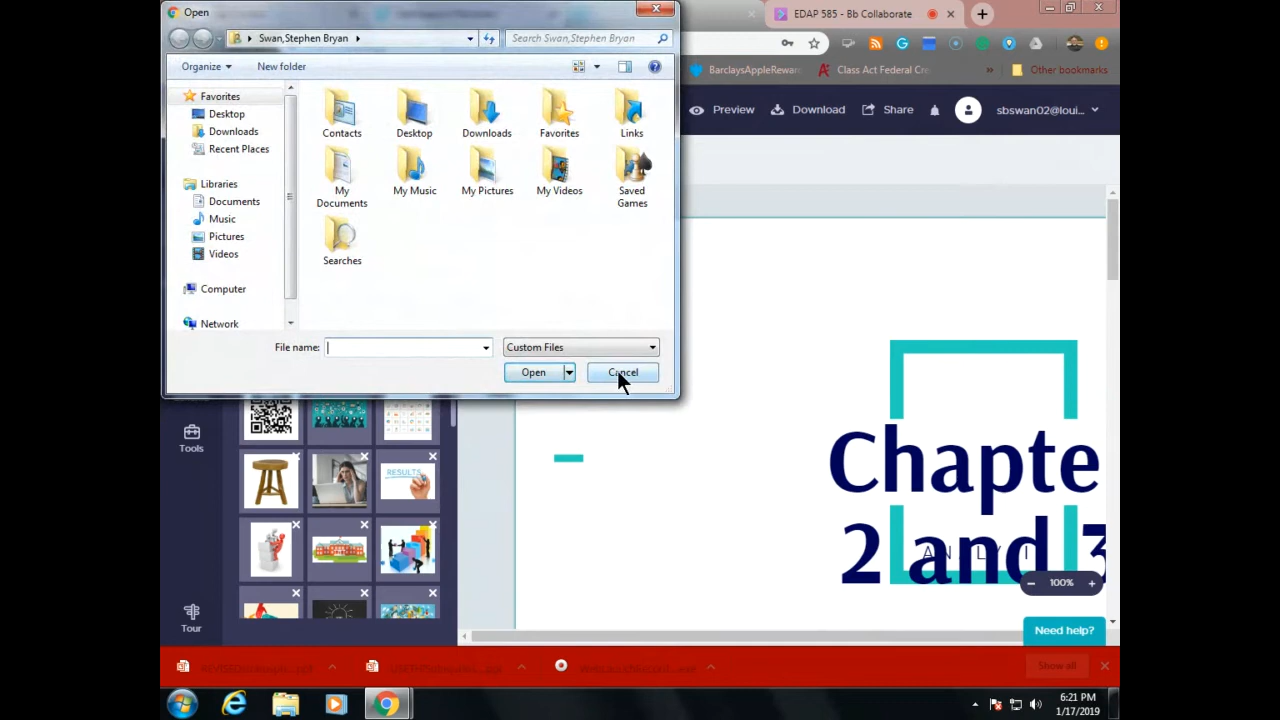 Open
EDAP 585 - Bb Collaborate
Swan,Stephen Bryan
Search Swan,Stephen Bryan
Organize
New folder
BarclaysAppleRewar
Class Act Federal Cr
»
Other bookmarks
Favorites
Desktop
Downloads
Recent Places
Libraries
Documents
Music
Pictures
Videos
Computer
Network
Contacts
Desktop
Downloads
Favorites
Links
My Documents
My Music
My Pictures
My Videos
Saved Games
Searches
Preview
Download
Share
sbswan02@loui...
File name:
Custom Files
Open
Cancel
Tools
RESULTS
Tour
Chapte
2 and 3
100%
Need help?
Show all
6:21 PM
1/17/2019